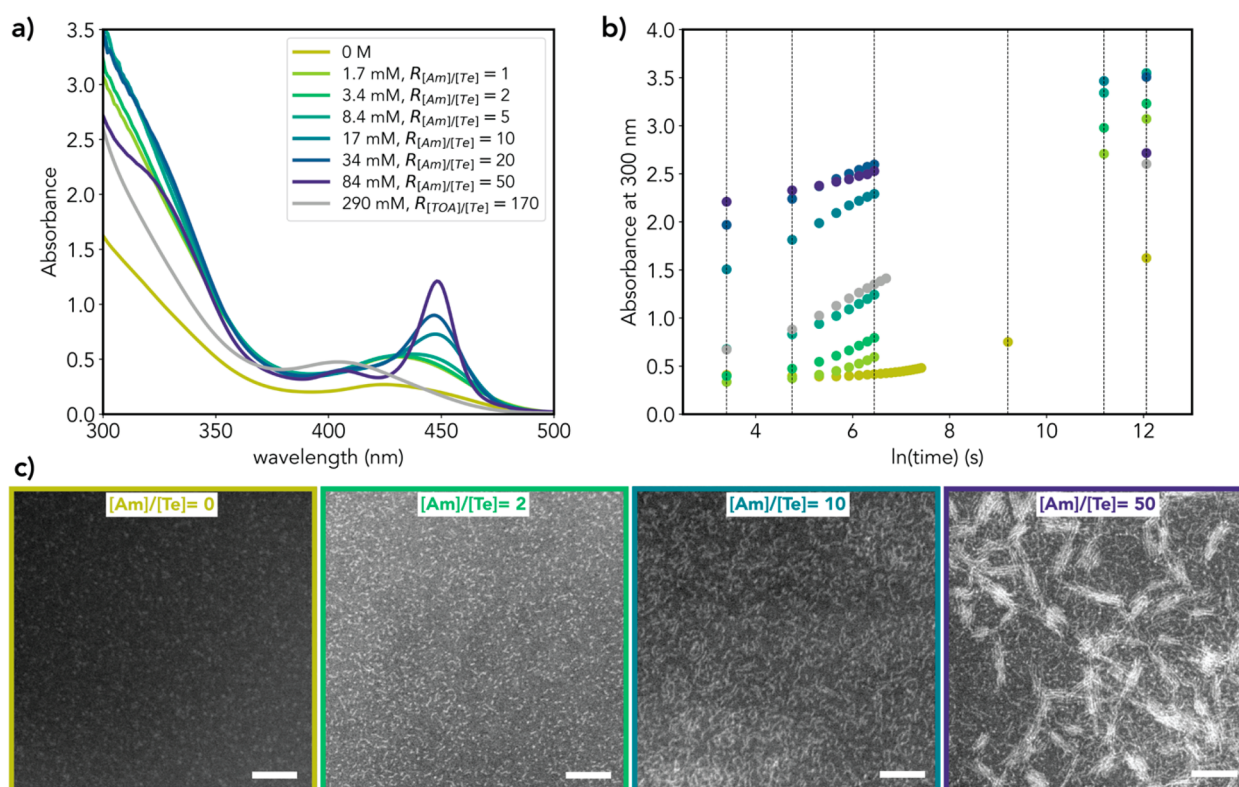 a)
3.5
3.0
2.5
2.0
1.5
1.0
0.5
0.0
Absorbance
300
350
400
450
500
wavelength (nm)
0 M
1.7 mM, R[Am]/[Te] = 1
3.4 mM, R[Am]/[Te] = 2
8.4 mM, R[Am]/[Te] = 5
17 mM, R[Am]/[Te] = 10
34 mM, R[Am]/[Te] = 20
84 mM, R[Am]/[Te] = 50
290 mM, R[TOA]/[Te] = 170
b)
4.0
3.5
3.0
2.5
2.0
1.5
1.0
0.5
0.0
Absorbance at 300 nm
4
6
8
10
12
ln(time) (s)
c)
[Am]/[Te]= 0
[Am]/[Te]= 2
[Am]/[Te]= 10
[Am]/[Te]= 50